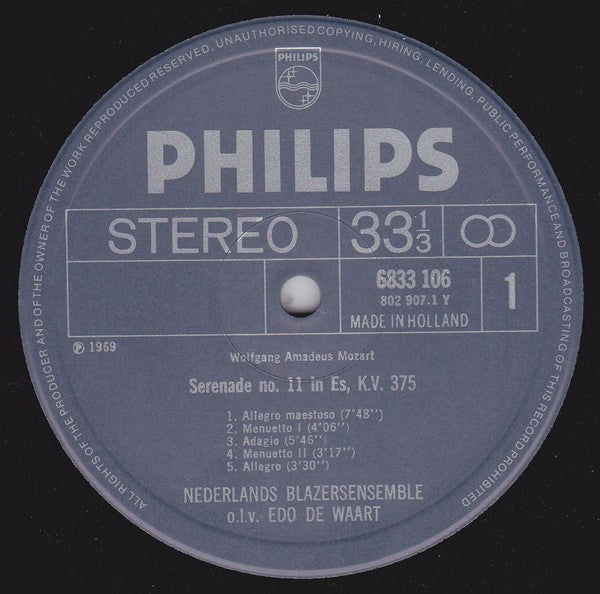 ALL RIGHTS OF THE PRODUCER AND OF THE OWNER OF THE WORK REPRODUCED RESERVED. UNAUTHORISED COPYING, HIRING, LENDING, PUBLIC PERFORMANCE AND BROADCASTING OF THIS RECORD PROHIBITED
PHILIPS
PHILIPS
STEREO 33⅓
6833 106
802 907.1 Y
1
MADE IN HOLLAND
℗ 1969
Wolfgang Amadeus Mozart
Serenade no. 11 in Es, K.V. 375
1. Allegro maestoso (7'48'')
2. Menuetto I (4'06'')
3. Adagio (5'46'')
4. Menuetto II (3'17'')
5. Allegro (3'30'')
NEDERLANDS BLAZERSENSEMBLE
o.l.v. EDO DE WAART